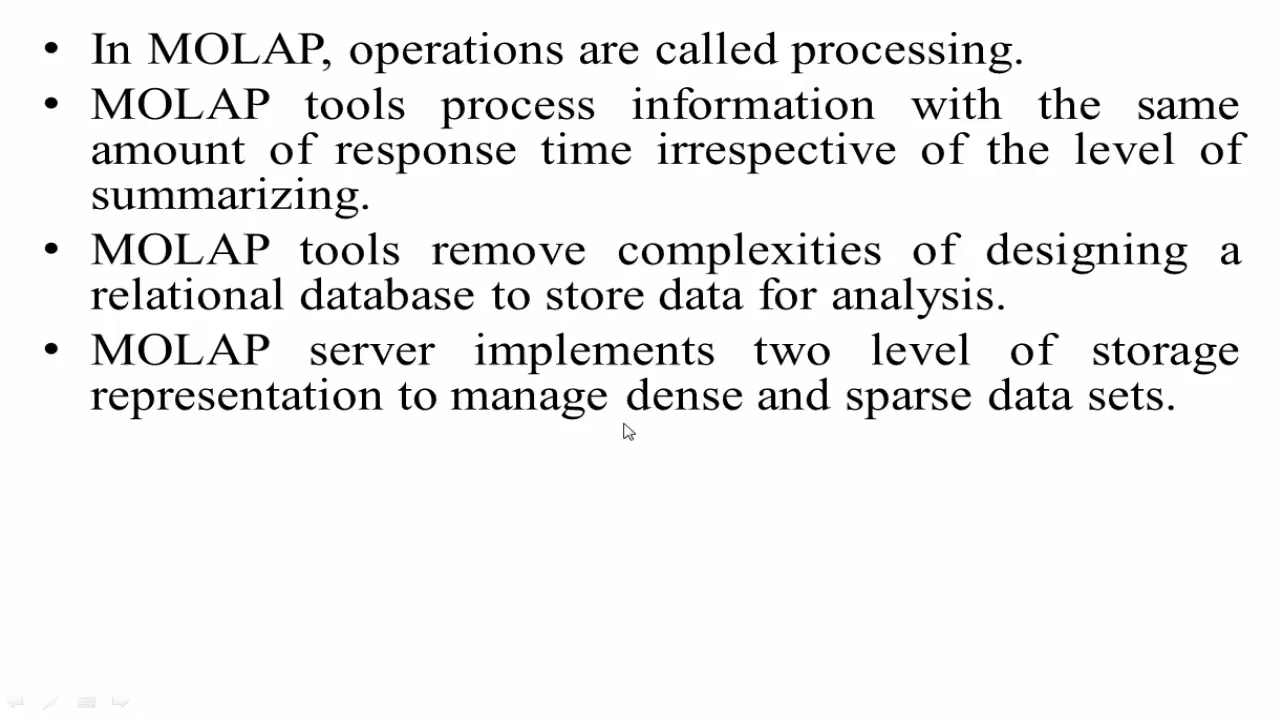 • In MOLAP, operations are called processing.
• MOLAP tools process information with the same
amount of response time irrespective of the level of
summarizing.
• MOLAP tools remove complexities of designing a
relational database to store data for analysis.
• MOLAP server implements two level of storage
representation to manage dense and sparse data sets.